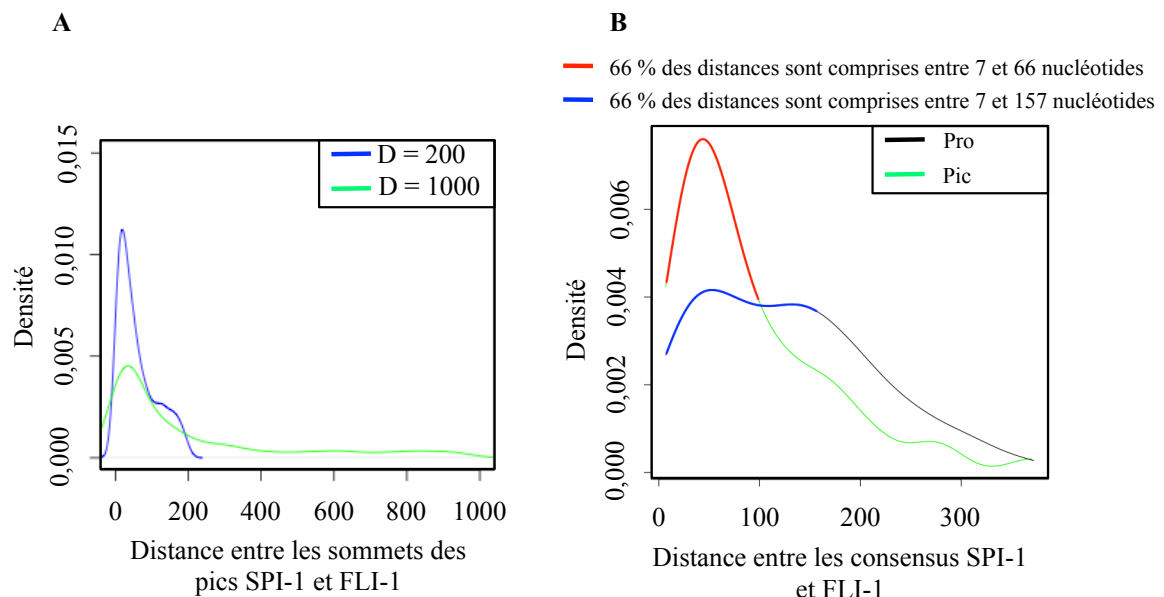 A
D = 200
D = 1000
0,015
0,010
0,005
0,000
Densité
0 200 400 600 800 1000
Distance entre les sommets des
pics SPI-1 et FLI-1
B
66 % des distances sont comprises entre 7 et 66 nucléotides
66 % des distances sont comprises entre 7 et 157 nucléotides
Pro
Pic
0,006
0,004
0,002
0,000
Densité
0 100 200 300
Distance entre les consensus SPI-1
et FLI-1